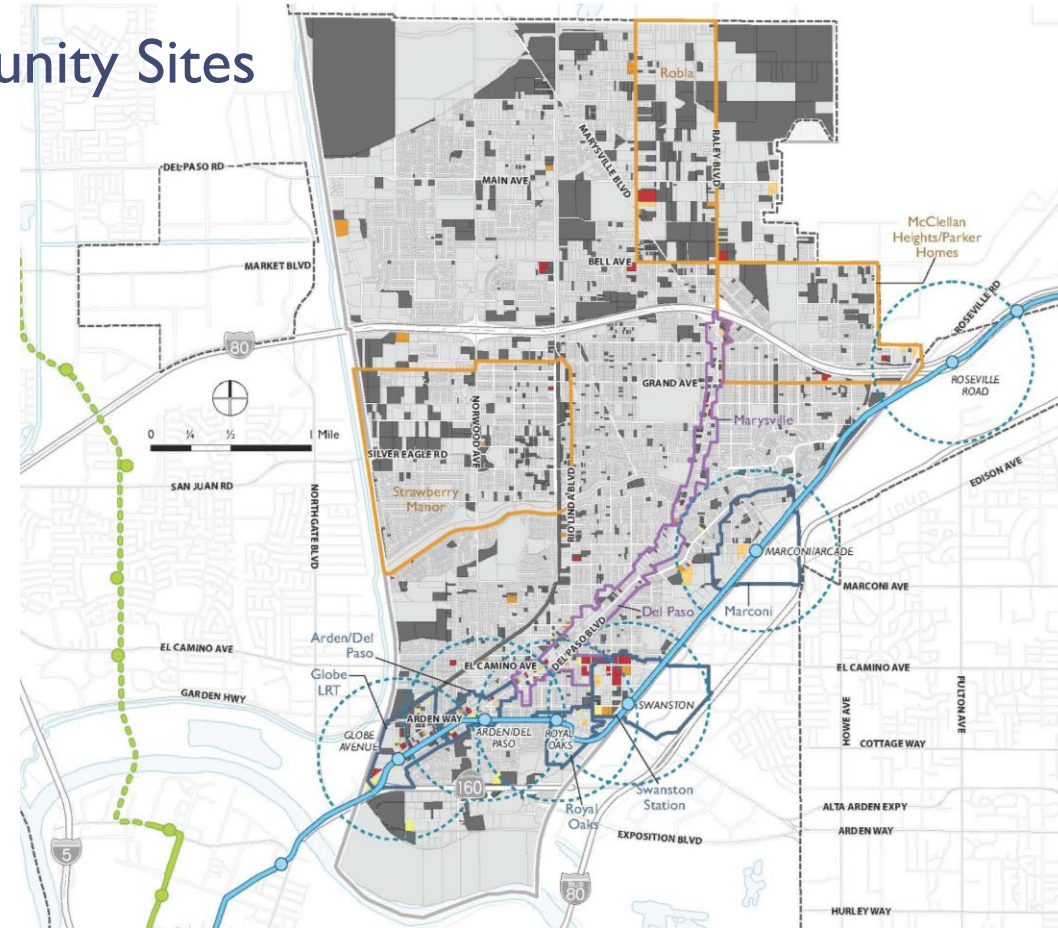 unity Sites
Robla
DEL PASO RD
MARYSVILLE BLVD
RALEY BLVD
MAIN AVE
McClellan
Heights/Parker
Homes
MARKET BLVD
BELL AVE
ROSEVILLE RD
80
GRAND AVE
ROSEVILLE
ROAD
0 ¼ ½ 1 Mile
NORWOOD AVE
Marysville
SILVER EAGLE RD
EDISON AVE
SAN JUAN RD
Strawberry
Manor
NORTHGATE BLVD
RIO LINDA BLVD
MARCONI/ARCADE
MARCONI AVE
Del Paso
Marconi
Arden/Del
Paso
DEL PASO BLVD
EL CAMINO AVE
EL CAMINO AVE
EL CAMINO AVE
Globe
LRT
GARDEN HWY
SWANSTON
HOWE AVE
FULTON AVE
ARDEN WAY
GLOBE
AVENUE
ARDEN/DEL
PASO
ROYAL
OAKS
COTTAGE WAY
160
Swanston
Station
Royal
Oaks
ALTA ARDEN EXPY
EXPOSITION BLVD
ARDEN WAY
5
BUS
80
HURLEY WAY